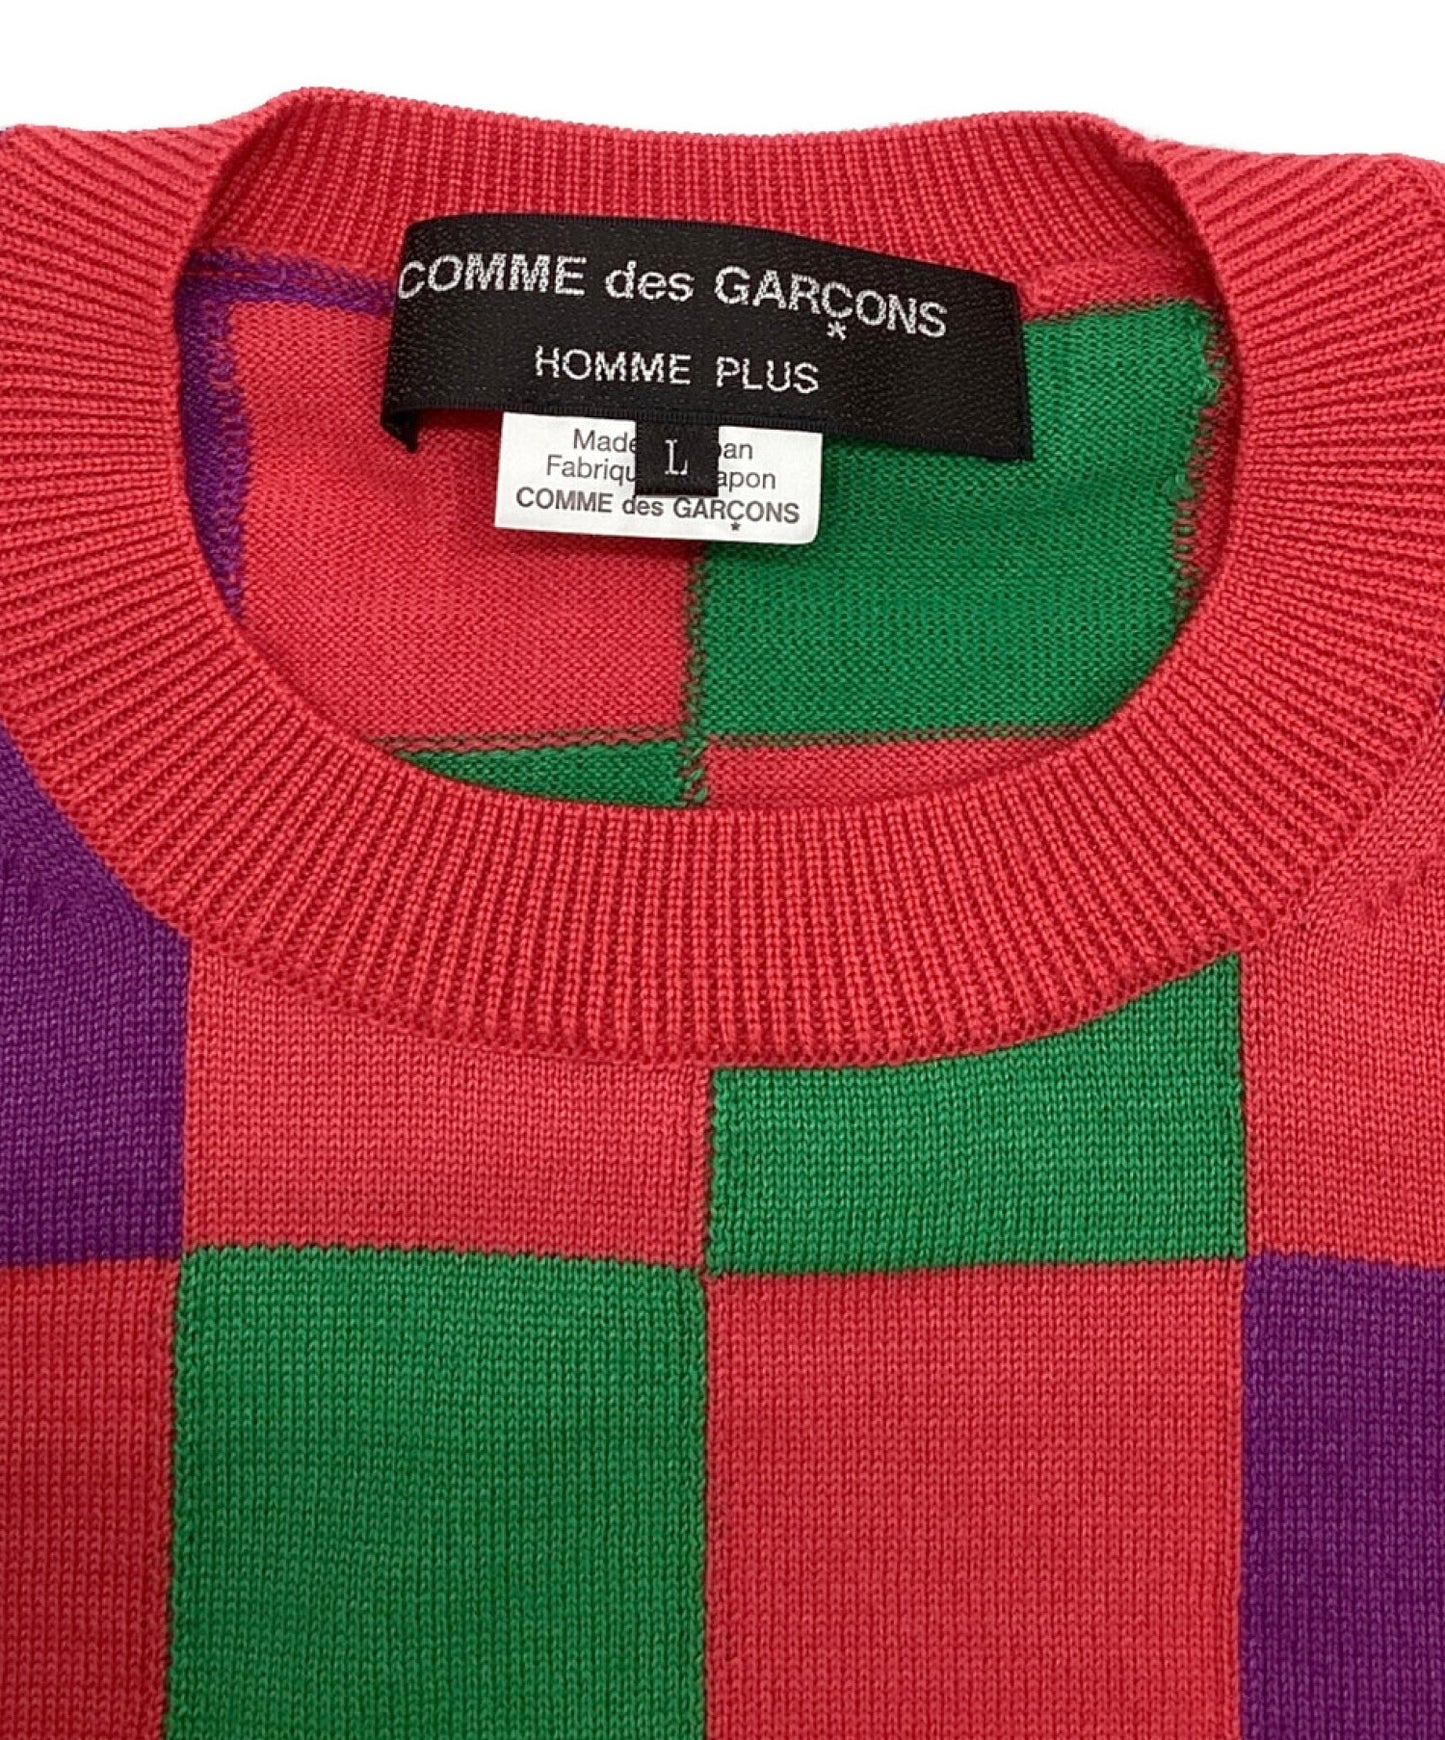 COMME des GARÇONS
HOMME PLUS
L
Made pan
Fabriqu apon
COMME des GARÇONS